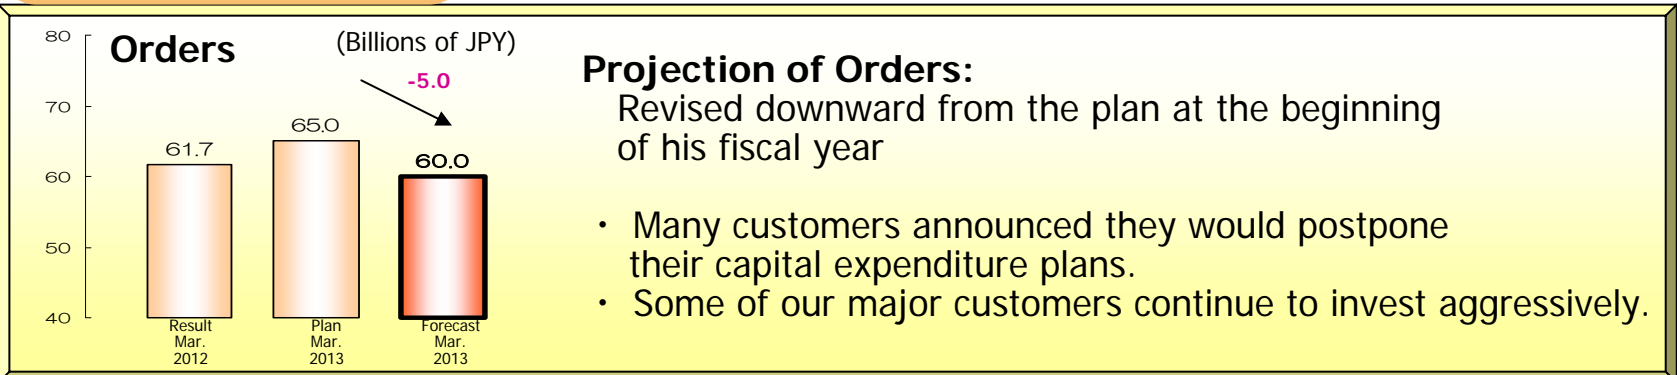 Orders
(Billions of JPY)
-5.0
80
70
60
50
40
61.7
65.0
60.0
Result
Mar.
2012
Plan
Mar.
2013
Forecast
Mar.
2013
Projection of Orders:
Revised downward from the plan at the beginning
of his fiscal year
・ Many customers announced they would postpone
their capital expenditure plans.
・ Some of our major customers continue to invest aggressively.